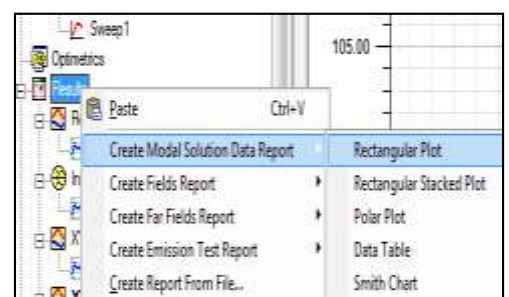 Sweep1
Optimetrics
105.00
Results
Paste Ctrl+V
Create Modal Solution Data Report
Rectangular Plot
Create Fields Report
Rectangular Stacked Plot
Create Far Fields Report
Polar Plot
Create Emission Test Report
Data Table
Create Report From File...
Smith Chart